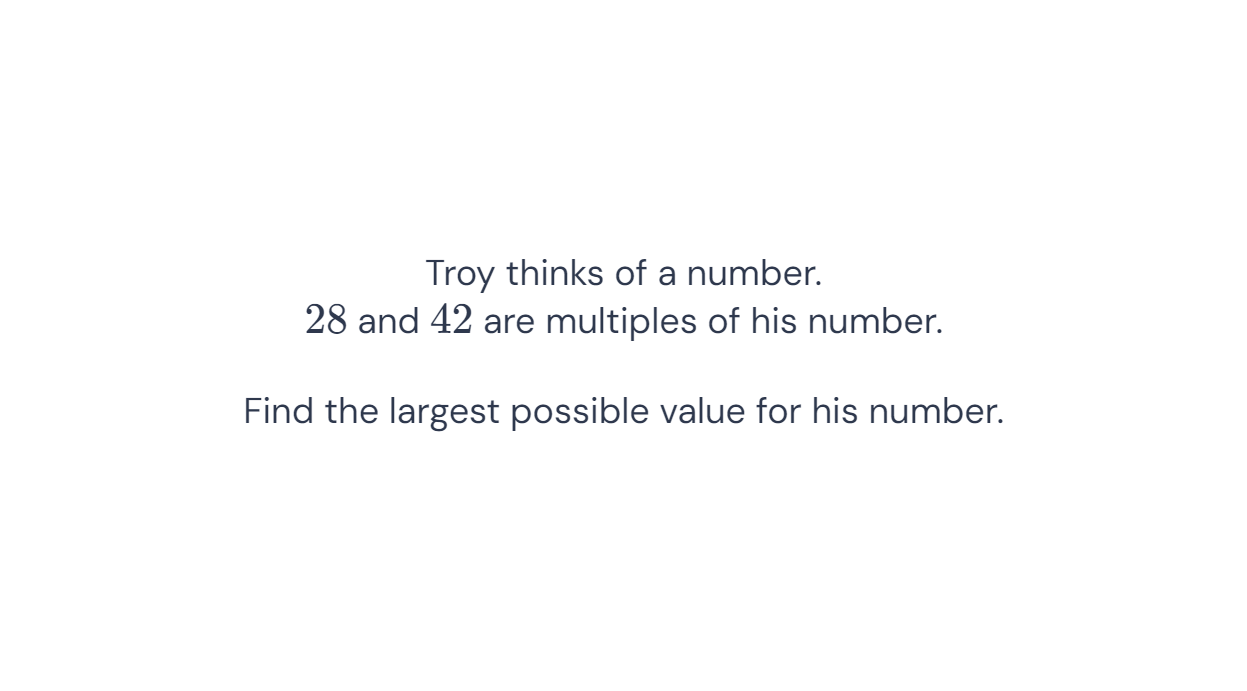 Troy thinks of a number.
28 and 42 are multiples of his number.
Find the largest possible value for his number.